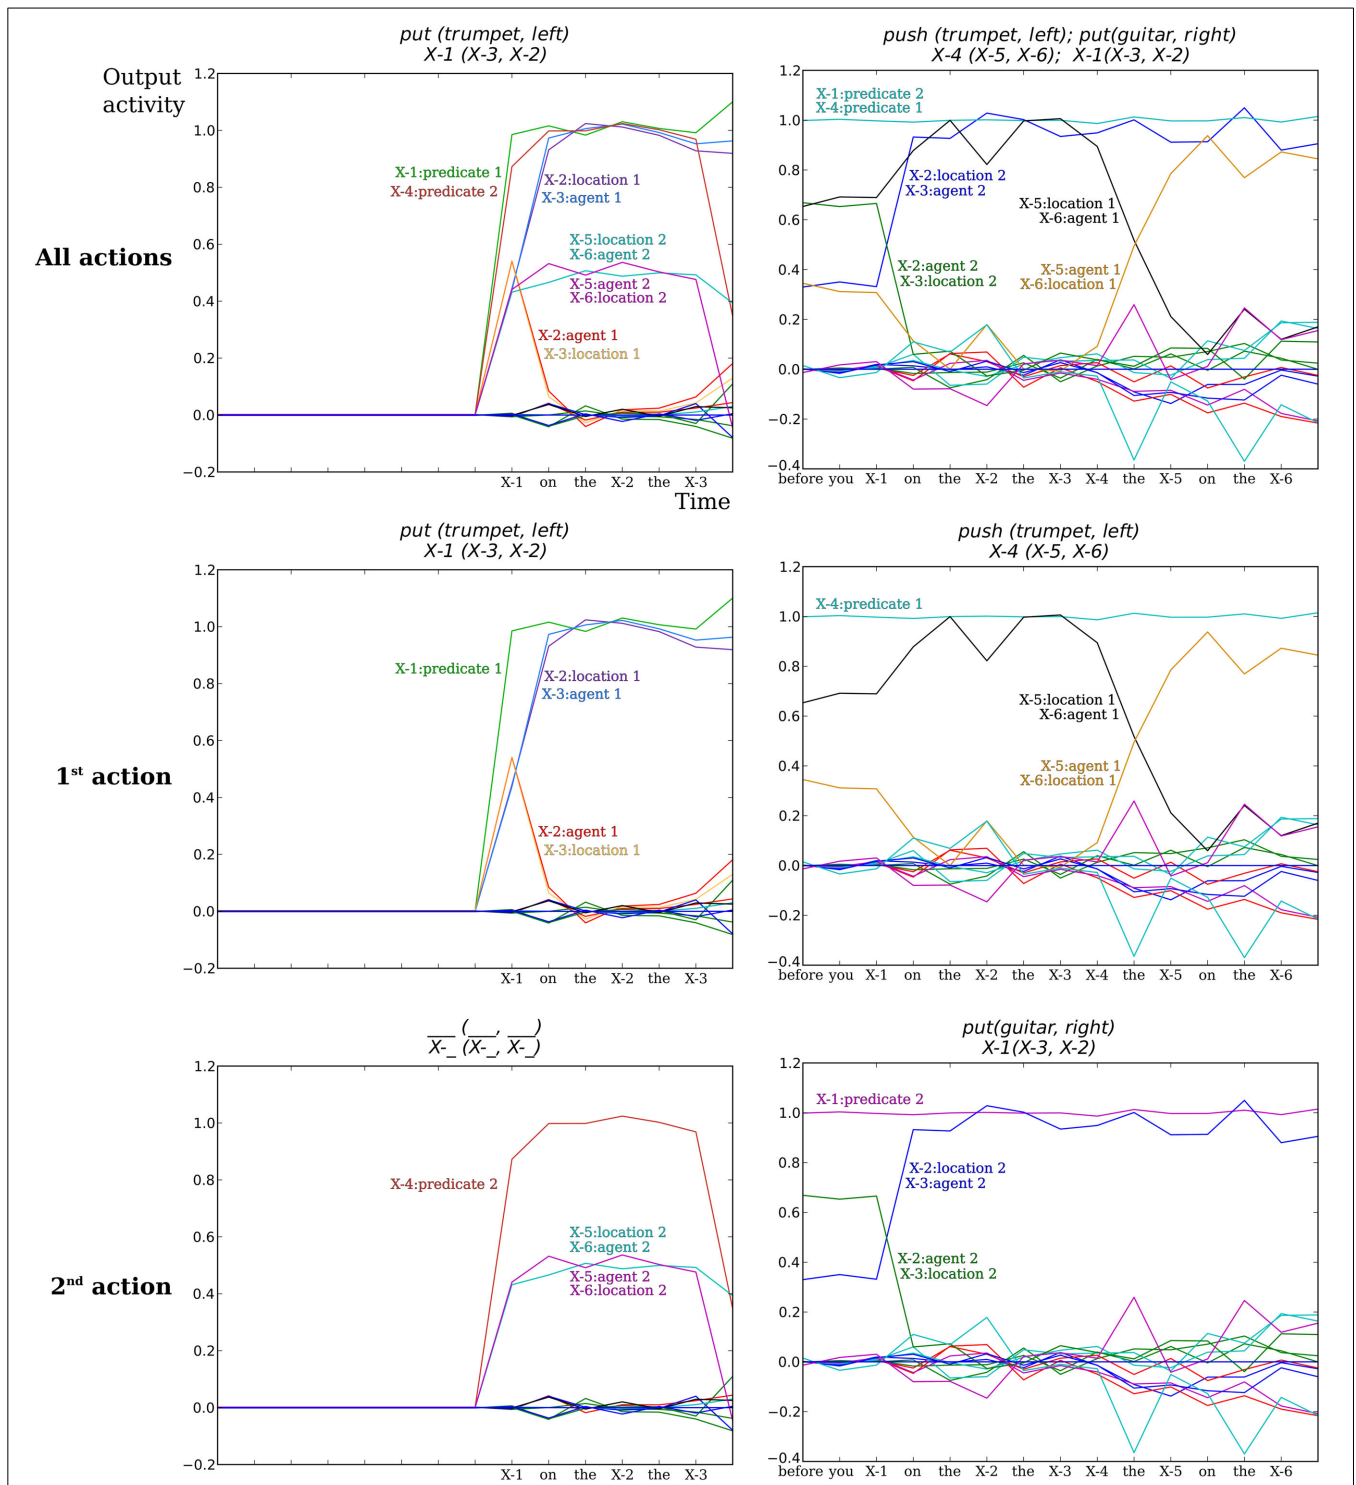 put (trumpet, left)
X-1 (X-3, X-2)
push (trumpet, left); put(guitar, right)
X-4 (X-5, X-6); X-1(X-3, X-2)
Output
activity
All actions
1.2
1.0
0.8
0.6
0.4
0.2
0.0
−0.2
X-1:predicate 1
X-4:predicate 2
X-2:location 1
X-3:agent 1
X-5:location 2
X-6:agent 2
X-5:agent 2
X-6:location 2
X-2:agent 1
X-3:location 1
X-1 on the X-2 the X-3
Time
1.2
1.0
0.8
0.6
0.4
0.2
0.0
−0.2
−0.4
X-1:predicate 2
X-4:predicate 1
X-2:location 2
X-3:agent 2
X-5:location 1
X-6:agent 1
X-2:agent 2
X-3:location 2
X-5:agent 1
X-6:location 1
before you X-1 on the X-2 the X-3 X-4 the X-5 on the X-6
put (trumpet, left)
X-1 (X-3, X-2)
push (trumpet, left)
X-4 (X-5, X-6)
1st action
1.2
1.0
0.8
0.6
0.4
0.2
0.0
−0.2
X-1:predicate 1
X-2:location 1
X-3:agent 1
X-2:agent 1
X-3:location 1
X-1 on the X-2 the X-3
1.2
1.0
0.8
0.6
0.4
0.2
0.0
−0.2
−0.4
X-4:predicate 1
X-5:location 1
X-6:agent 1
X-5:agent 1
X-6:location 1
before you X-1 on the X-2 the X-3 X-4 the X-5 on the X-6
___ (___, ___)
X-_ (X-_, X-_)
put(guitar, right)
X-1(X-3, X-2)
2nd action
1.2
1.0
0.8
0.6
0.4
0.2
0.0
−0.2
X-4:predicate 2
X-5:location 2
X-6:agent 2
X-5:agent 2
X-6:location 2
X-1 on the X-2 the X-3
1.2
1.0
0.8
0.6
0.4
0.2
0.0
−0.2
−0.4
X-1:predicate 2
X-2:location 2
X-3:agent 2
X-2:agent 2
X-3:location 2
before you X-1 on the X-2 the X-3 X-4 the X-5 on the X-6